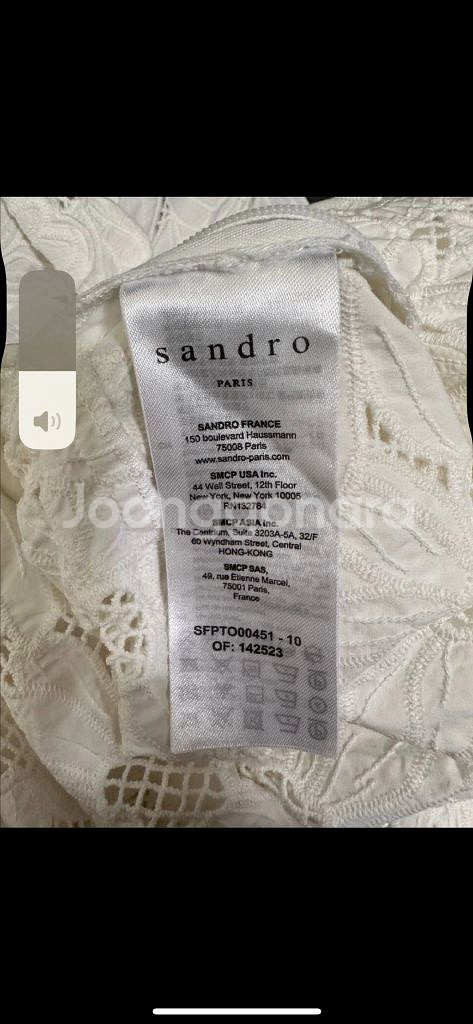 sandro
PARIS
SANDRO FRANCE
150 boulevard Haussmann
75008 Paris
www.sandro-paris.com
SMCP USA Inc.
44 Wall Street, 12th Floor
New York, New York 10005
RN132784
SMCP ASIA Inc.
The Centrium, Suite 3203A-5A, 32/F
60 Wyndham Street, Central
HONG-KONG
SMCP SAS,
49, rue Etienne Marcel,
75001 Paris,
France
SFPTO00451 - 10
OF: 142523